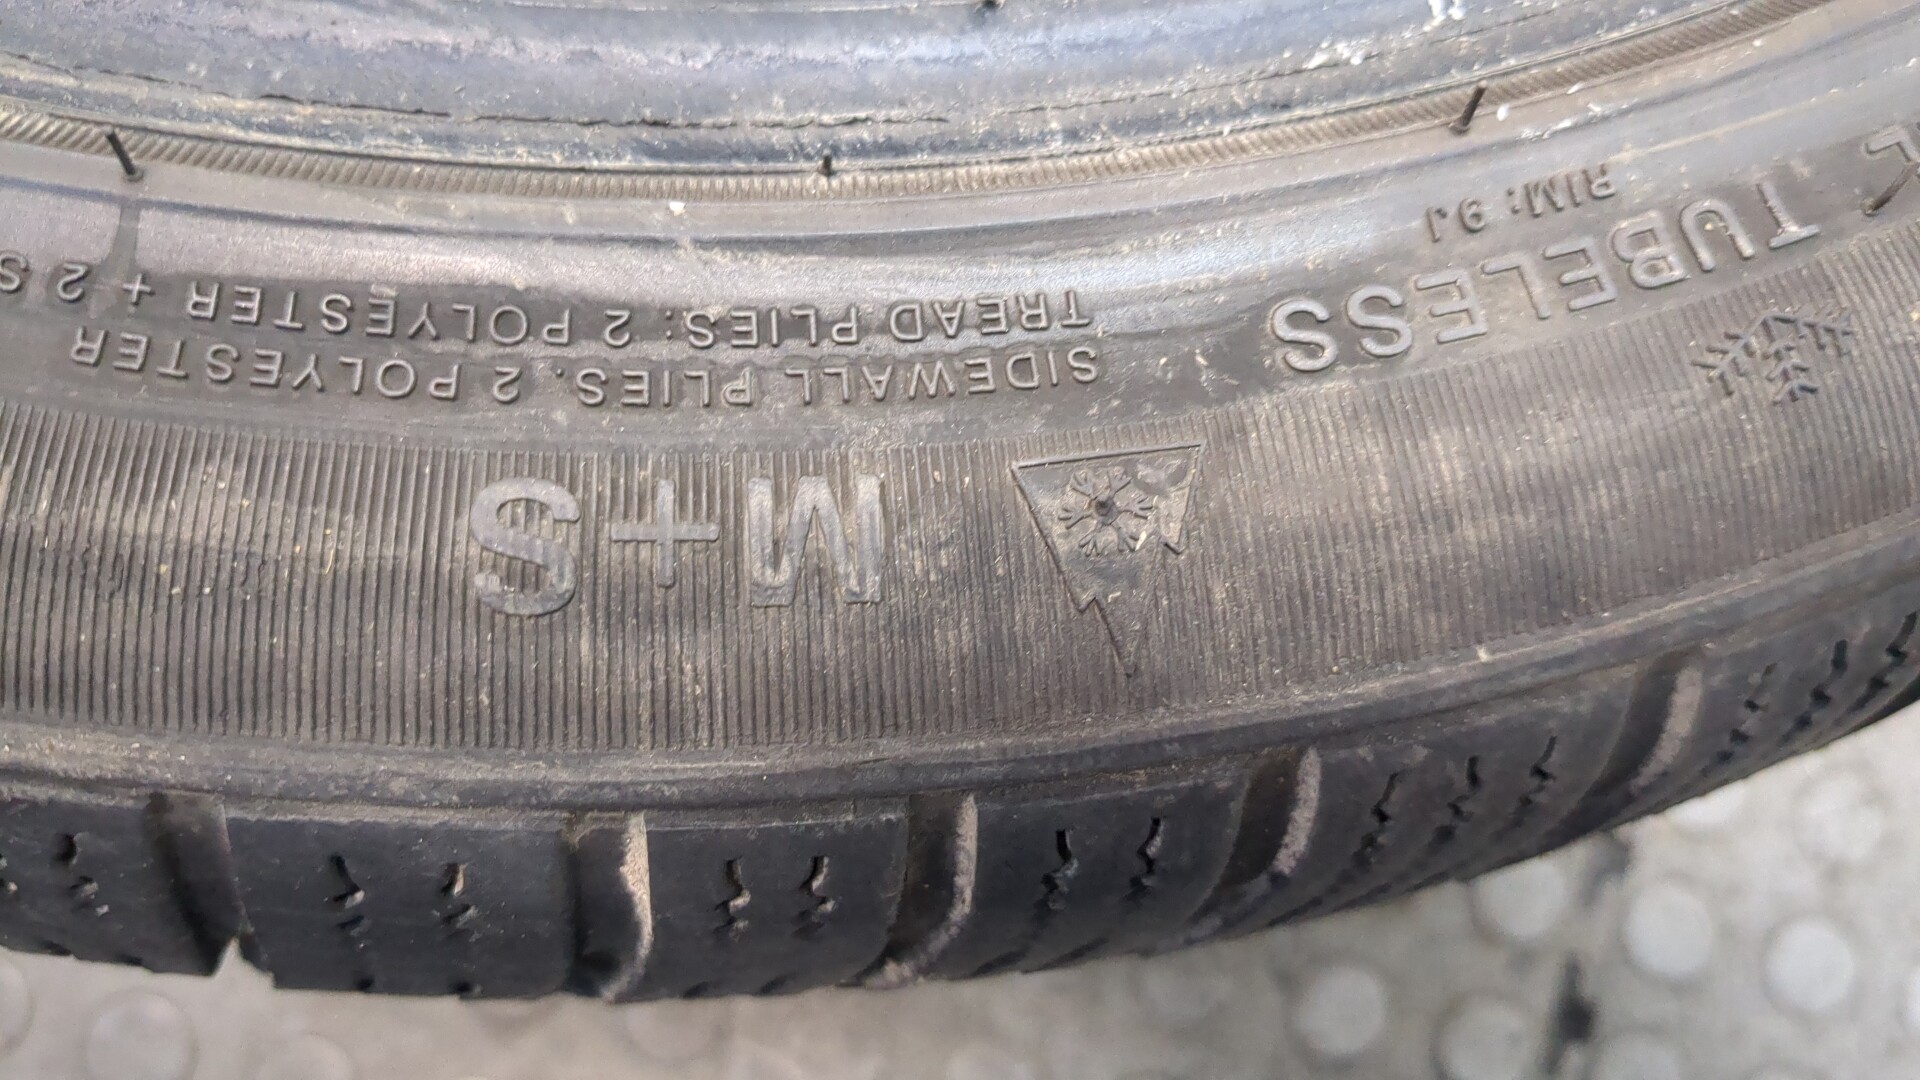 TUBELESS
RIM: 9J
SIDEWALL PLIES: 2 POLYESTER
TREAD PLIES: 2 POLYESTER + 2 S
M+S